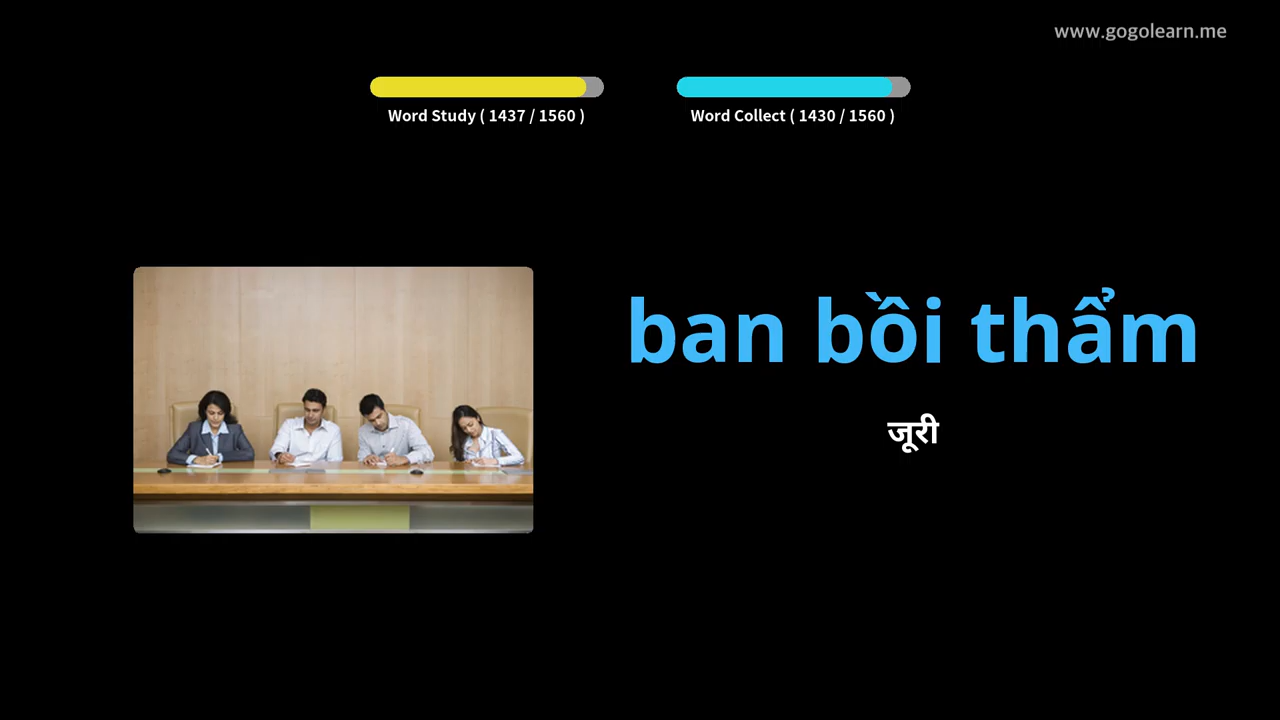 www.gogolearn.me
Word Study ( 1437 / 1560 )
Word Collect ( 1430 / 1560 )
ban bồi thẩm
जूरी